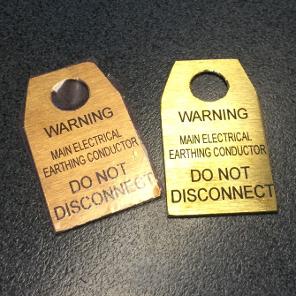 WARNING
MAIN ELECTRICAL
EARTHING CONDUCTOR
DO NOT
DISCONNECT
WARNING
MAIN ELECTRICAL
EARTHING CONDUCTOR
DO NOT
DISCONNECT